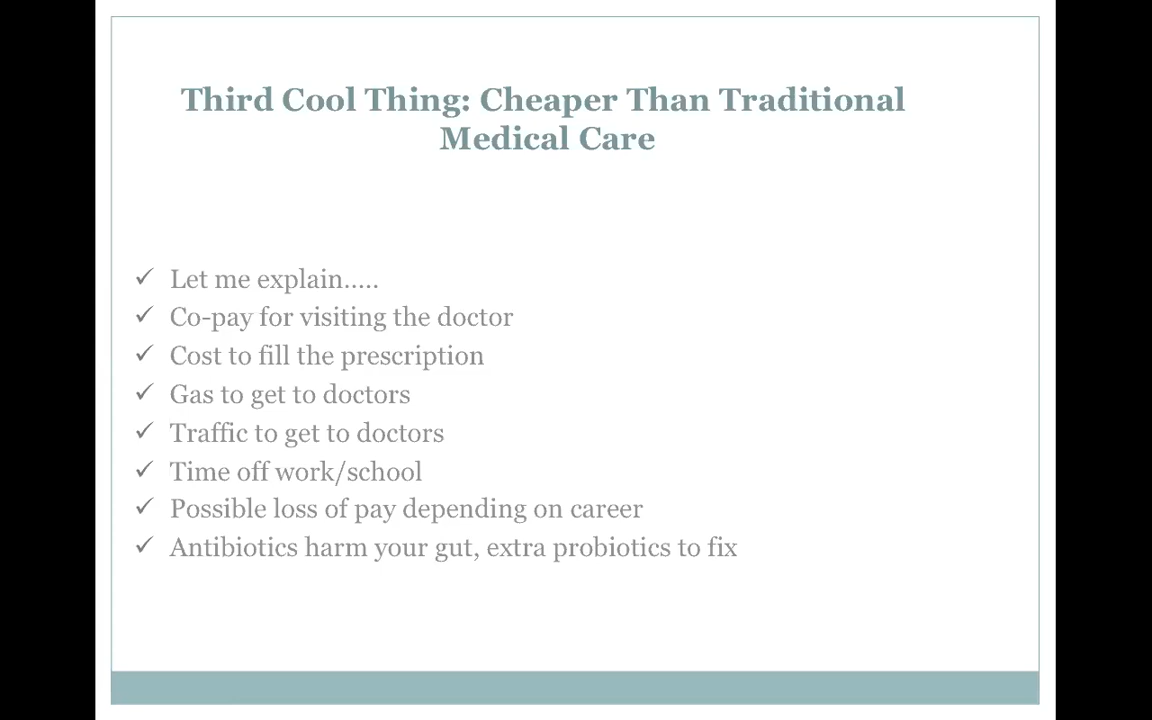 Third Cool Thing: Cheaper Than Traditional
Medical Care
✓ Let me explain.....
✓ Co-pay for visiting the doctor
✓ Cost to fill the prescription
✓ Gas to get to doctors
✓ Traffic to get to doctors
✓ Time off work/school
✓ Possible loss of pay depending on career
✓ Antibiotics harm your gut, extra probiotics to fix